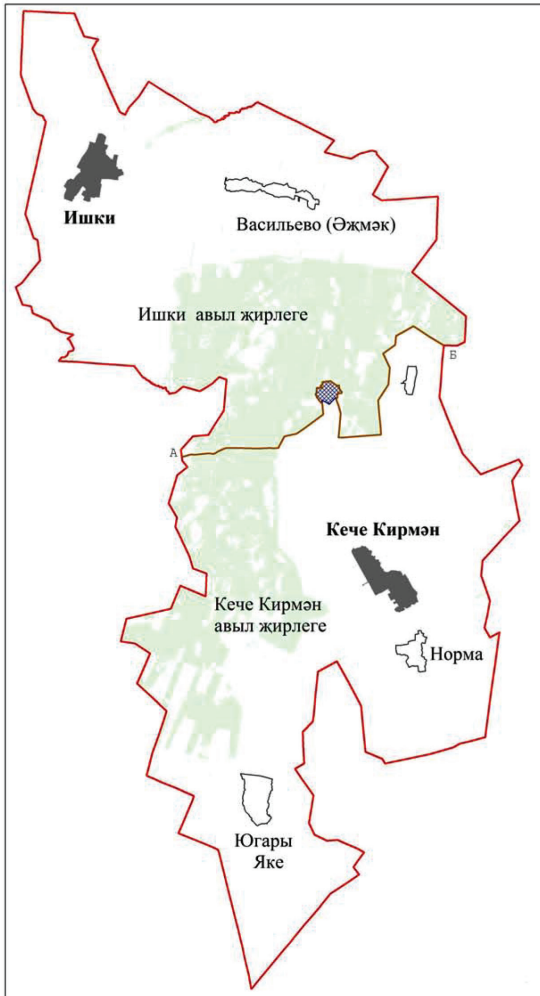 Ишки
Васильево (Әҗмәк)
Ишки авыл җирлеге
Б
А
Кече Кирмән
Кече Кирмән
авыл җирлеге
Норма
Югары
Яке